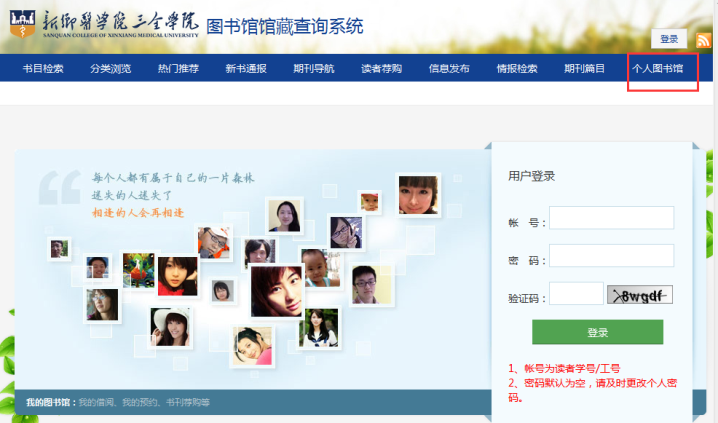 新乡医学院三全学院 图书馆馆藏查询系统
SANQUAN COLLEGE OF XINXIANG MEDICAL UNIVERSITY
登录
书目检索 分类浏览 热门推荐 新书通报 期刊导航 读者荐购 信息发布 情报检索 期刊篇目 个人图书馆
每个人都有属于自己的一片森林
迷失的人迷失了
相逢的人会再相逢
用户登录
帐 号：
密 码：
验证码： 8wgdf
登录
1、帐号为读者学号/工号
2、密码默认为空，请及时更改个人密
码。
我的图书馆：我的借阅、我的预约、书刊荐购等